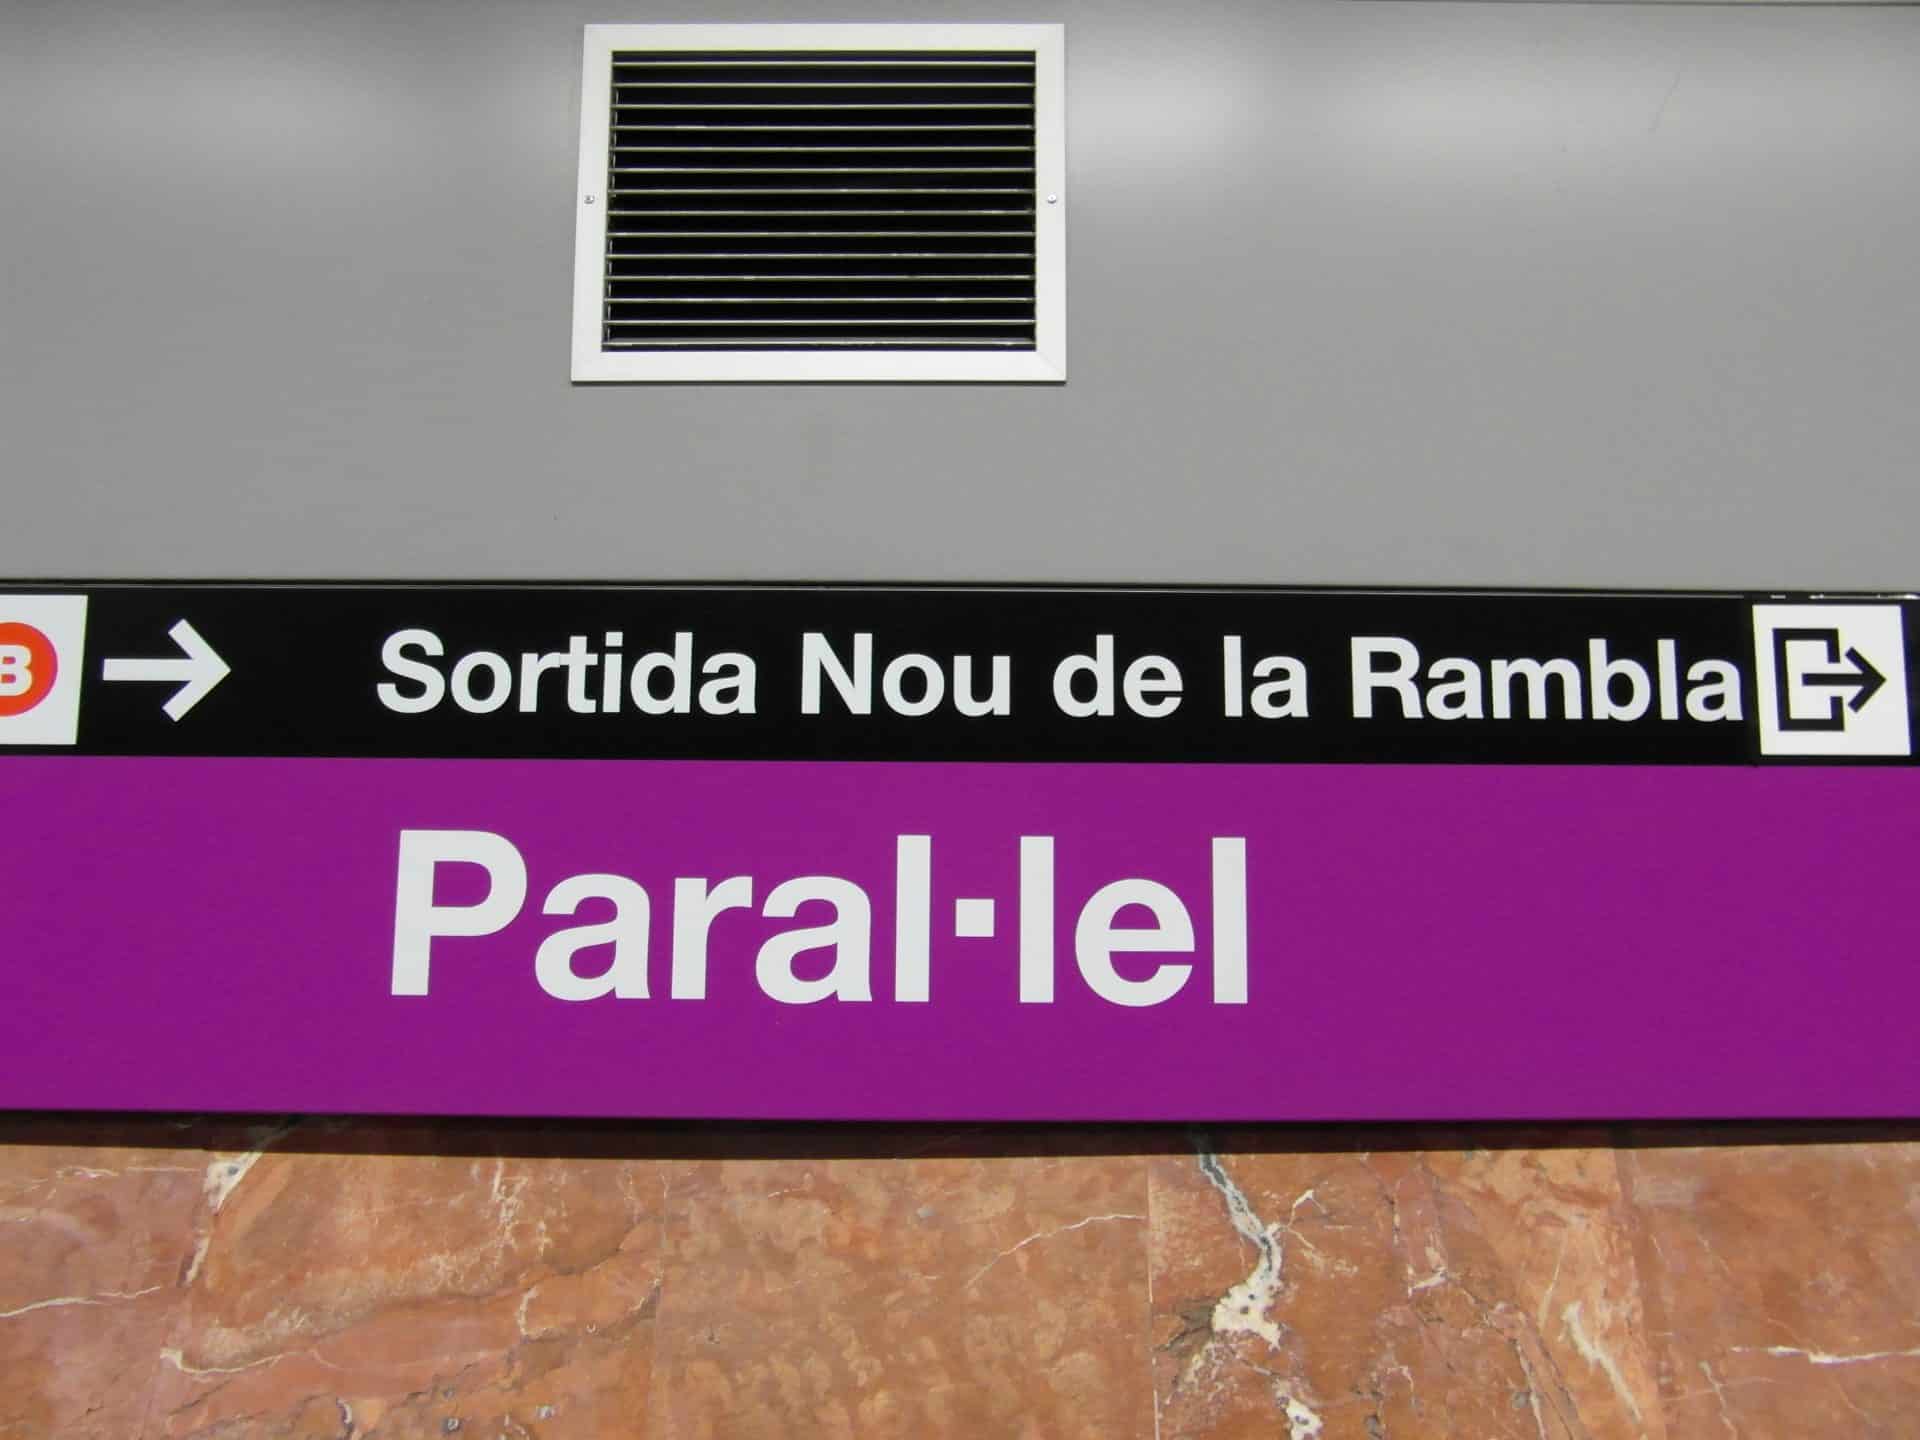 B → Sortida Nou de la Rambla
Paral·lel